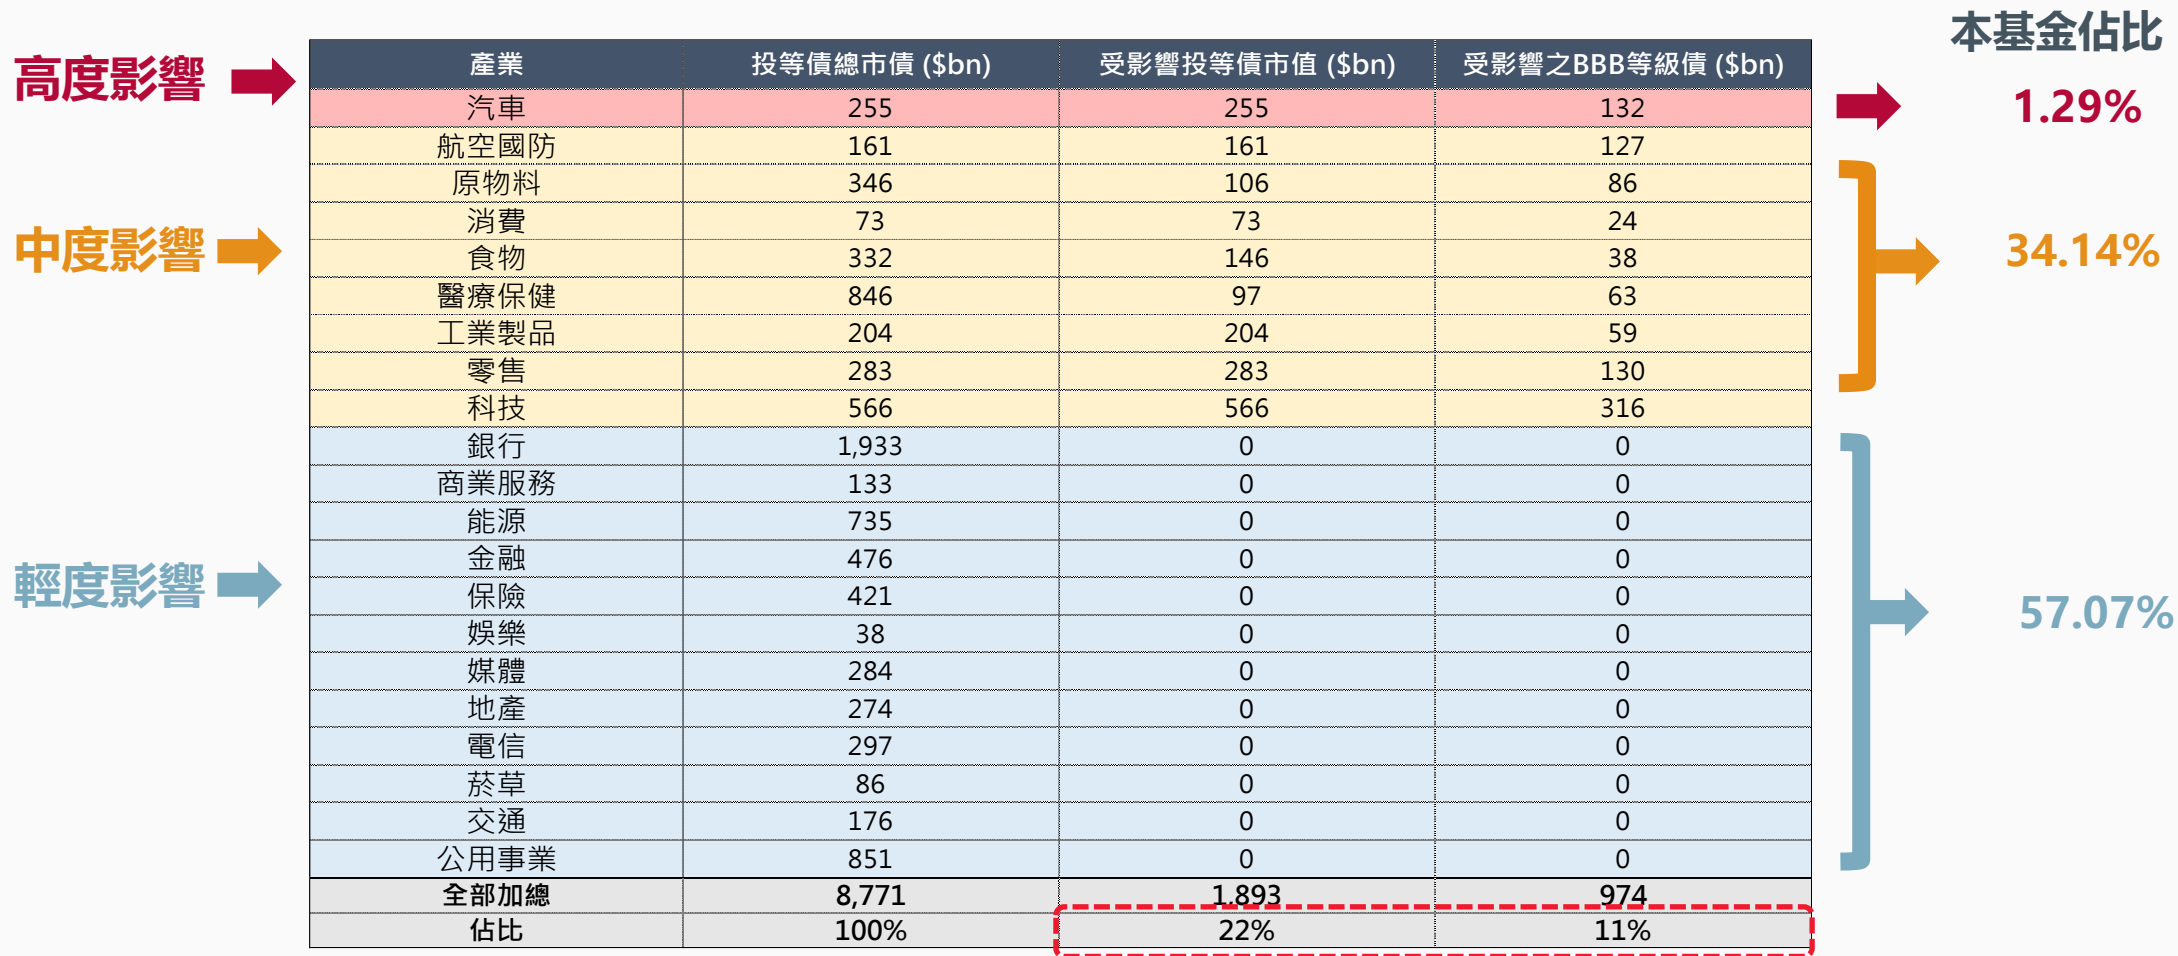 本基金佔比
高度影響
產業 投等債總市債 ($bn) 受影響投等債市值 ($bn) 受影響之BBB等級債 ($bn)
汽車 255 255 132
1.29%
航空國防 161 161 127
原物料 346 106 86
消費 73 73 24
中度影響
34.14%
食物 332 146 38
醫療保健 846 97 63
工業製品 204 204 59
零售 283 283 130
科技 566 566 316
銀行 1,933 0 0
商業服務 133 0 0
能源 735 0 0
金融 476 0 0
輕度影響
保險 421 0 0
57.07%
娛樂 38 0 0
媒體 284 0 0
地產 274 0 0
電信 297 0 0
菸草 86 0 0
交通 176 0 0
公用事業 851 0 0
全部加總 8,771 1,893 974
佔比 100% 22% 11%